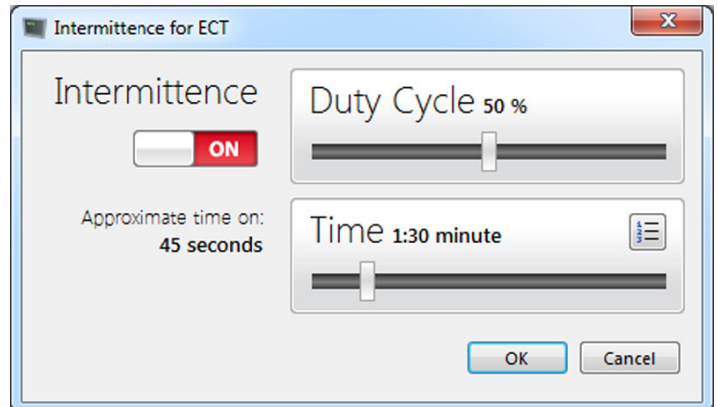 Intermittence for ECT
Intermittence
ON
Approximate time on:
45 seconds
Duty Cycle 50 %
Time 1:30 minute
OK
Cancel